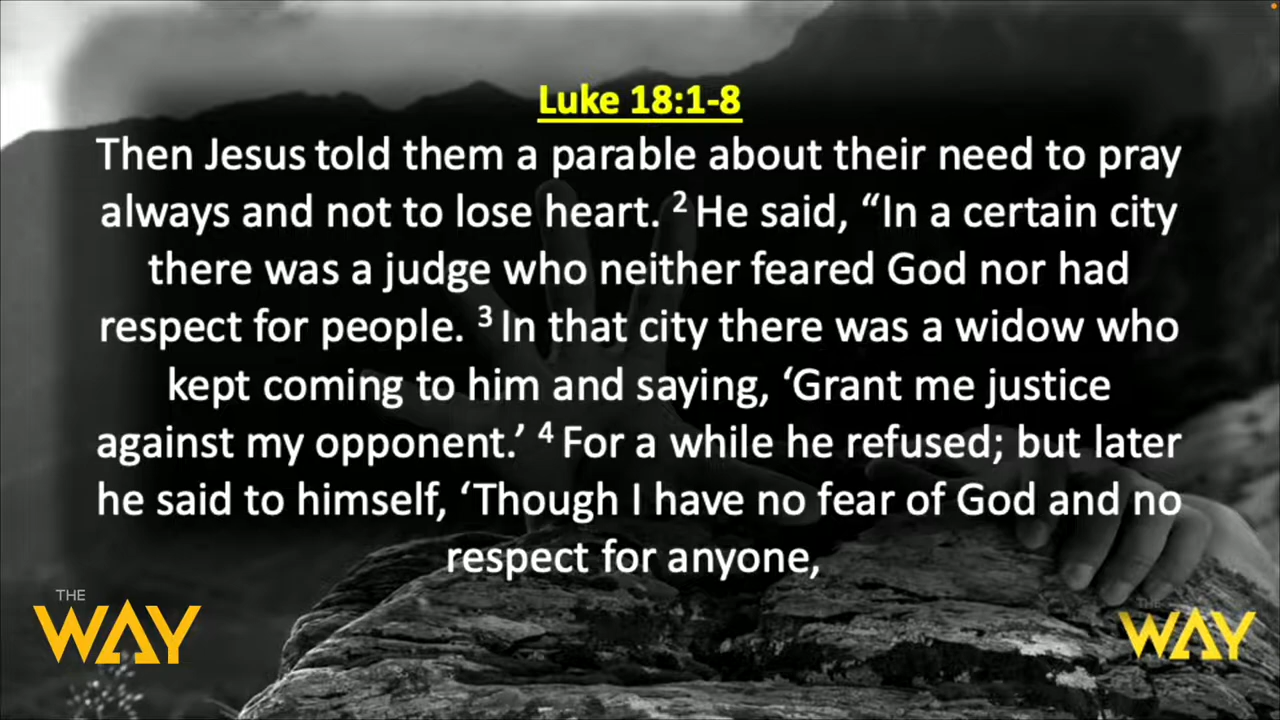 Luke 18:1-8
Then Jesus told them a parable about their need to pray
always and not to lose heart. ² He said, “In a certain city
there was a judge who neither feared God nor had
respect for people. ³ In that city there was a widow who
kept coming to him and saying, ‘Grant me justice
against my opponent.’ ⁴ For a while he refused; but later
he said to himself, ‘Though I have no fear of God and no
respect for anyone,
THE
WAY
THE
WAY